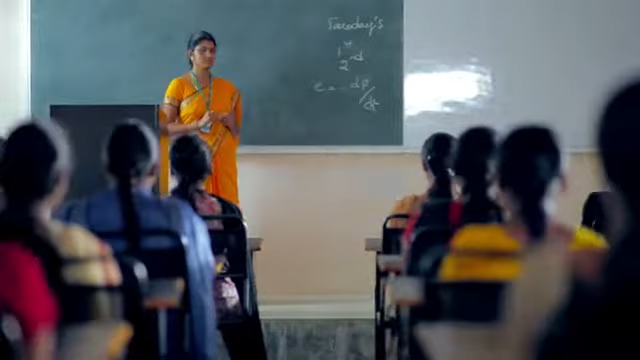 Faraday's
1st
2nd
e = - dφ/dt